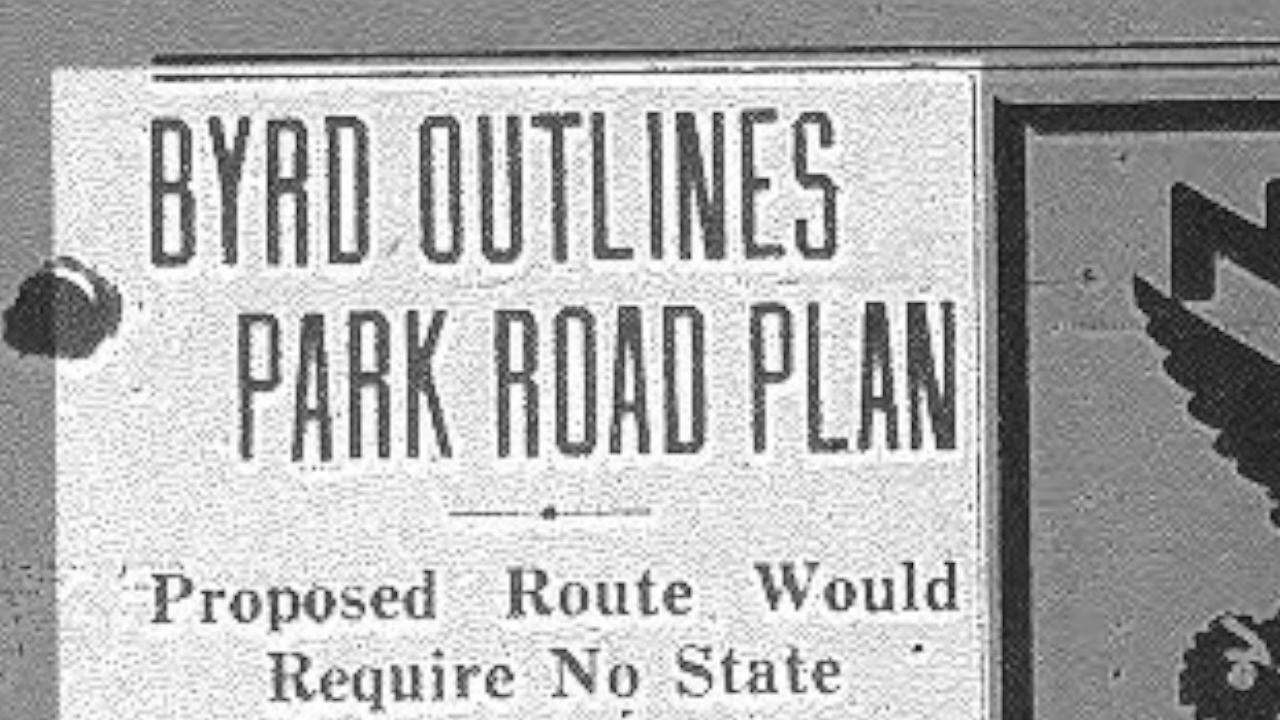 BYRD OUTLINES
PARK ROAD PLAN
Proposed Route Would
Require No State